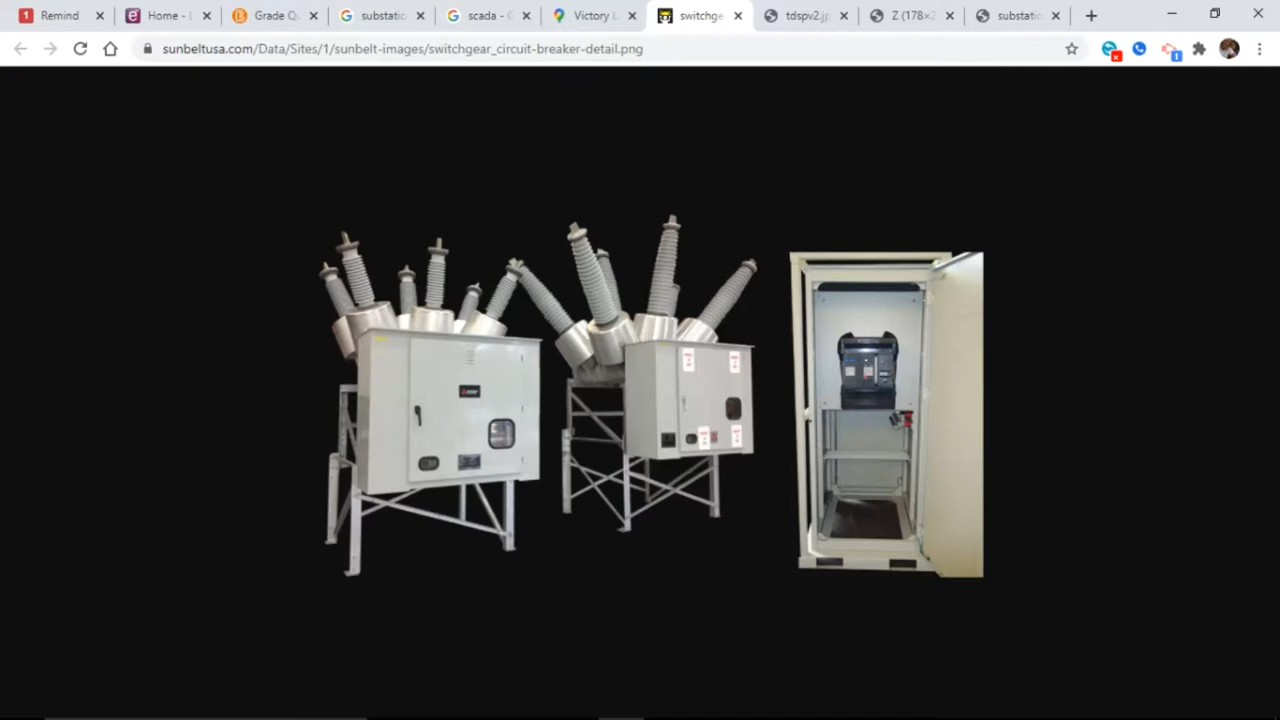 Remind
Home - L
Grade Qu
substatio
scada - G
Victory L
switchge
tdspv2.jp
Z (178×2
substatio
sunbeltusa.com/Data/Sites/1/sunbelt-images/switchgear_circuit-breaker-detail.png